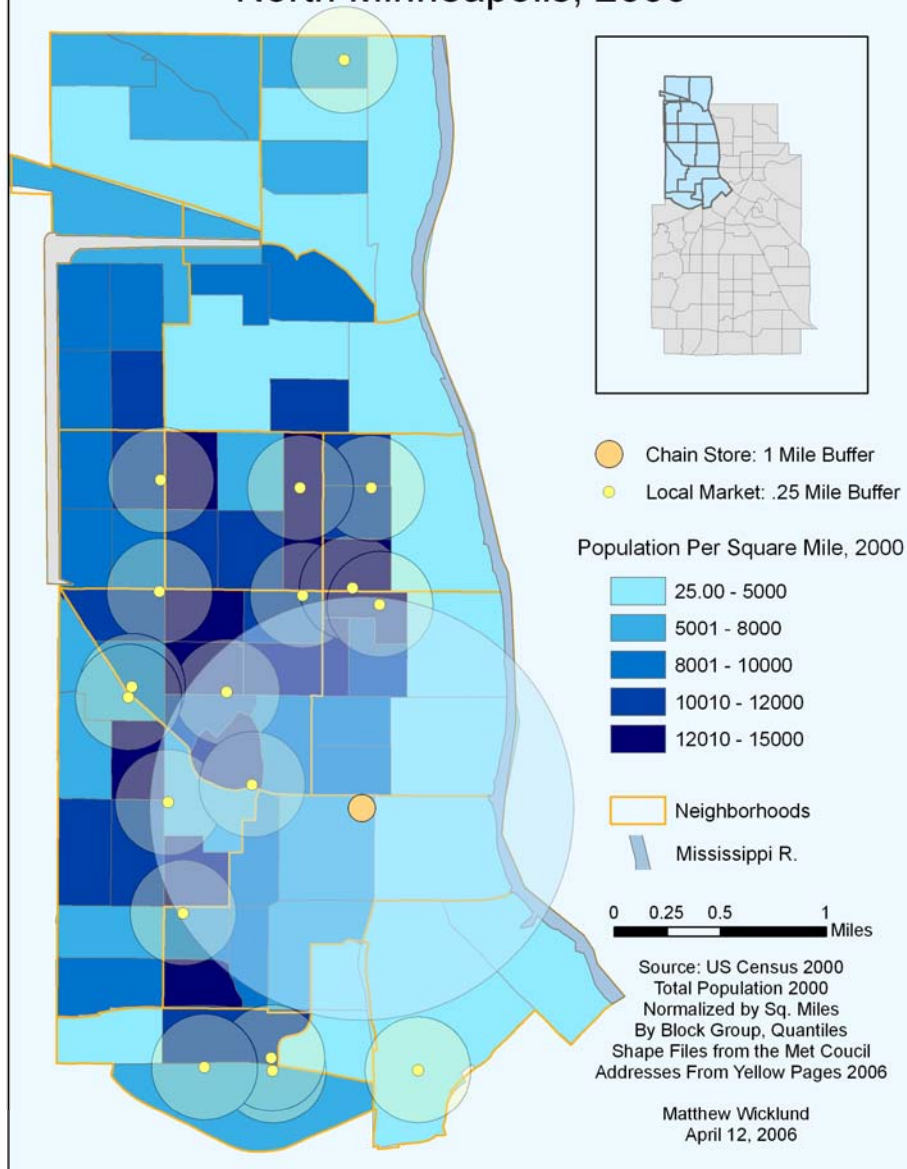 North Minneapolis, 2006
Chain Store: 1 Mile Buffer
Local Market: .25 Mile Buffer
Population Per Square Mile, 2000
25.00 - 5000
5001 - 8000
8001 - 10000
10010 - 12000
12010 - 15000
Neighborhoods
Mississippi R.
0 0.25 0.5 1
Miles
Source: US Census 2000
Total Population 2000
Normalized by Sq. Miles
By Block Group, Quantiles
Shape Files from the Met Coucil
Addresses From Yellow Pages 2006
Matthew Wicklund
April 12, 2006